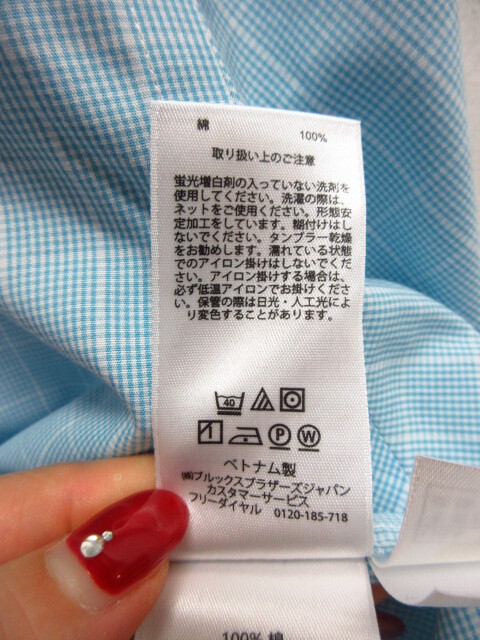 綿 100%
取り扱い上のご注意
蛍光増白剤の入っていない洗剤を
使用してください。洗濯の際は、
ネットをご使用ください。形態安
定加工をしています。糊付けはし
ないでください。タンブラー乾燥
をお勧めします。濡れている状態
でのアイロン掛けはしないでくだ
さい。アイロン掛けする場合は、
必ず低温アイロンでお掛けくださ
い。保管の際は日光・人工光によ
り変色することがあります。
40
P W
ベトナム製
㈱ブルックスブラザーズジャパン
カスタマーサービス
フリーダイヤル 0120-185-718
100% 綿